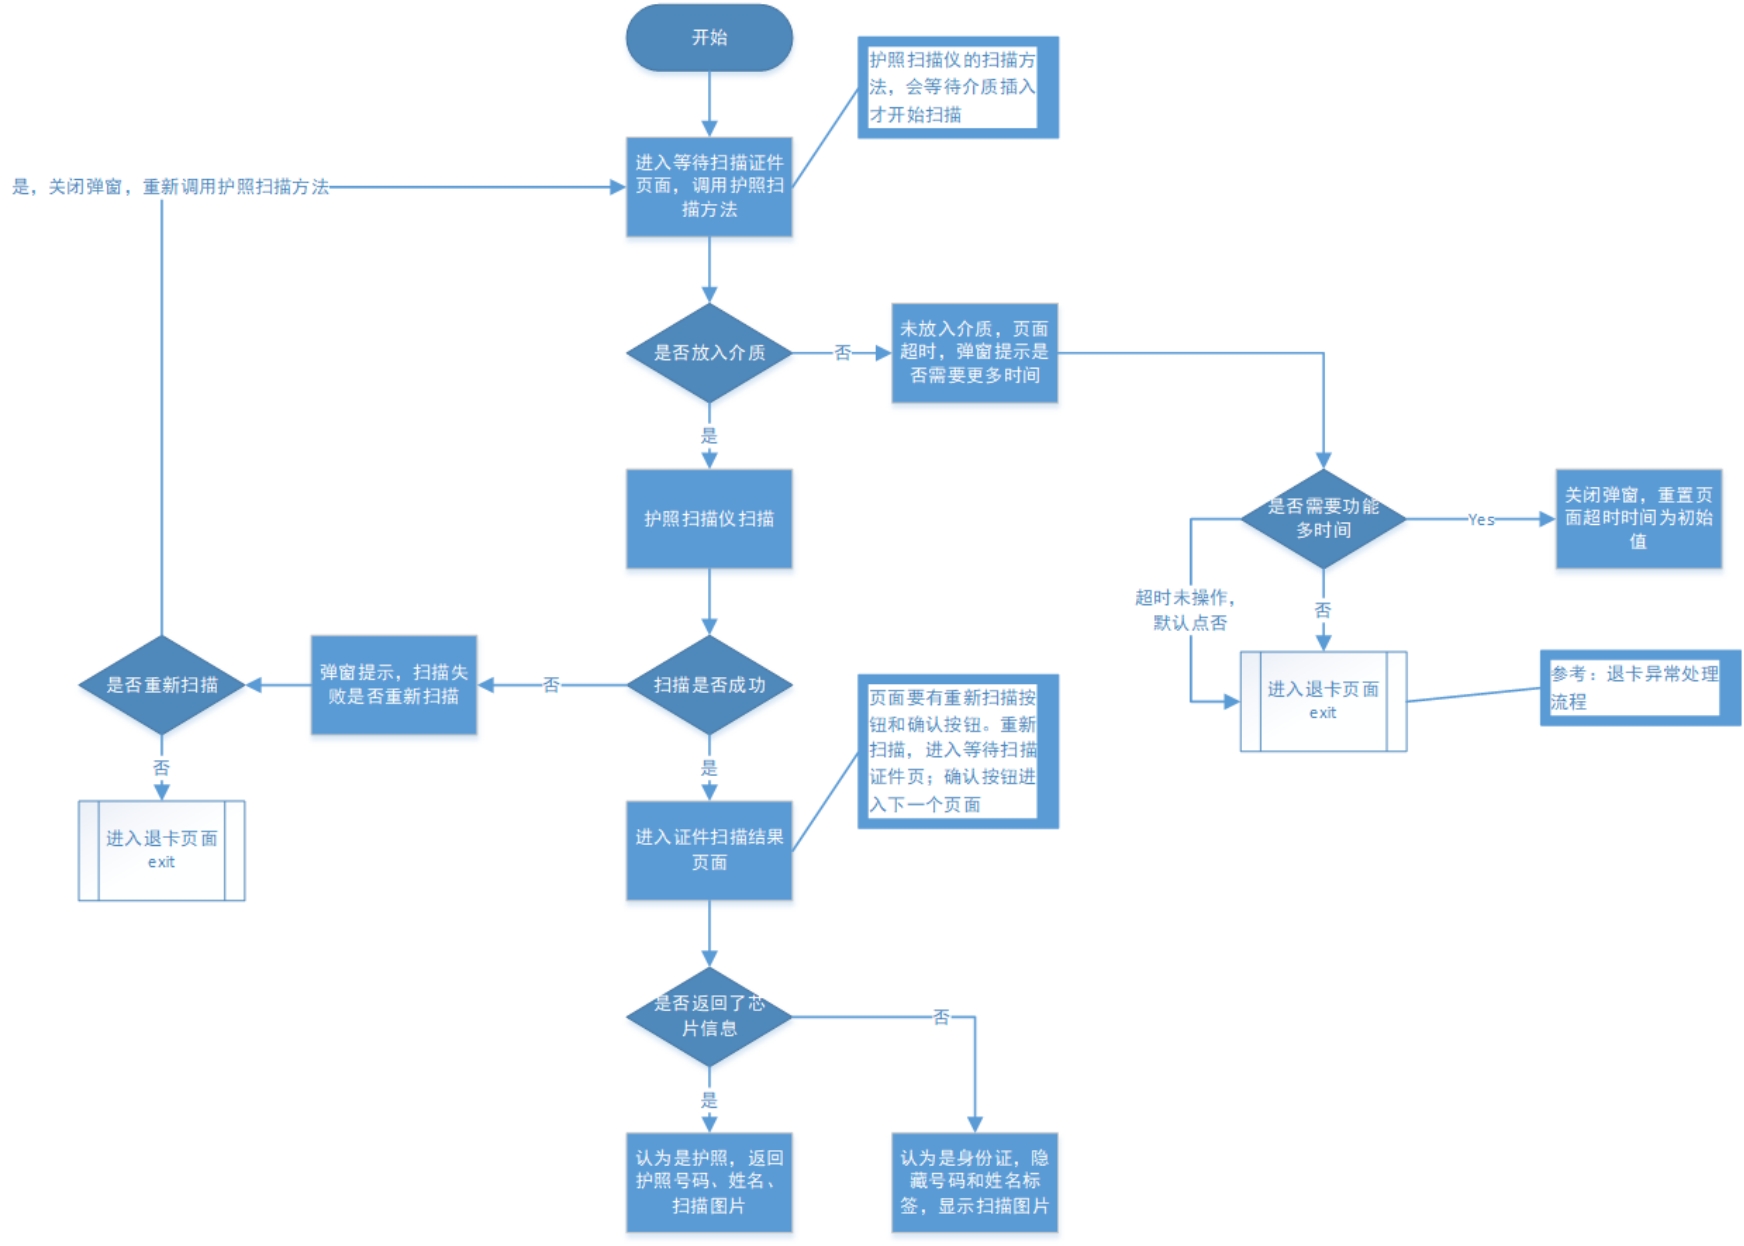 开始
护照扫描仪的扫描方
法，会等待介质插入
才开始扫描
进入等待扫描证件
页面，调用护照扫
描方法
是，关闭弹窗，重新调用护照扫描方法
是否放入介质
否
未放入介质，页面
超时，弹窗提示是
否需要更多时间
是
护照扫描仪扫描
是否需要功能
多时间
Yes
关闭弹窗，重置页
面超时时间为初始
值
超时未操作，
默认点否
否
是否重新扫描
弹窗提示，扫描失
败是否重新扫描
否
扫描是否成功
进入退卡页面
exit
参考：退卡异常处理
流程
页面要有重新扫描按
钮和确认按钮。重新
扫描，进入等待扫描
证件页；确认按钮进
入下一个页面
否
是
进入退卡页面
exit
进入证件扫描结果
页面
是否返回了芯
片信息
否
是
认为是护照，返回
护照号码、姓名、
扫描图片
认为是身份证，隐
藏号码和姓名标
签，显示扫描图片